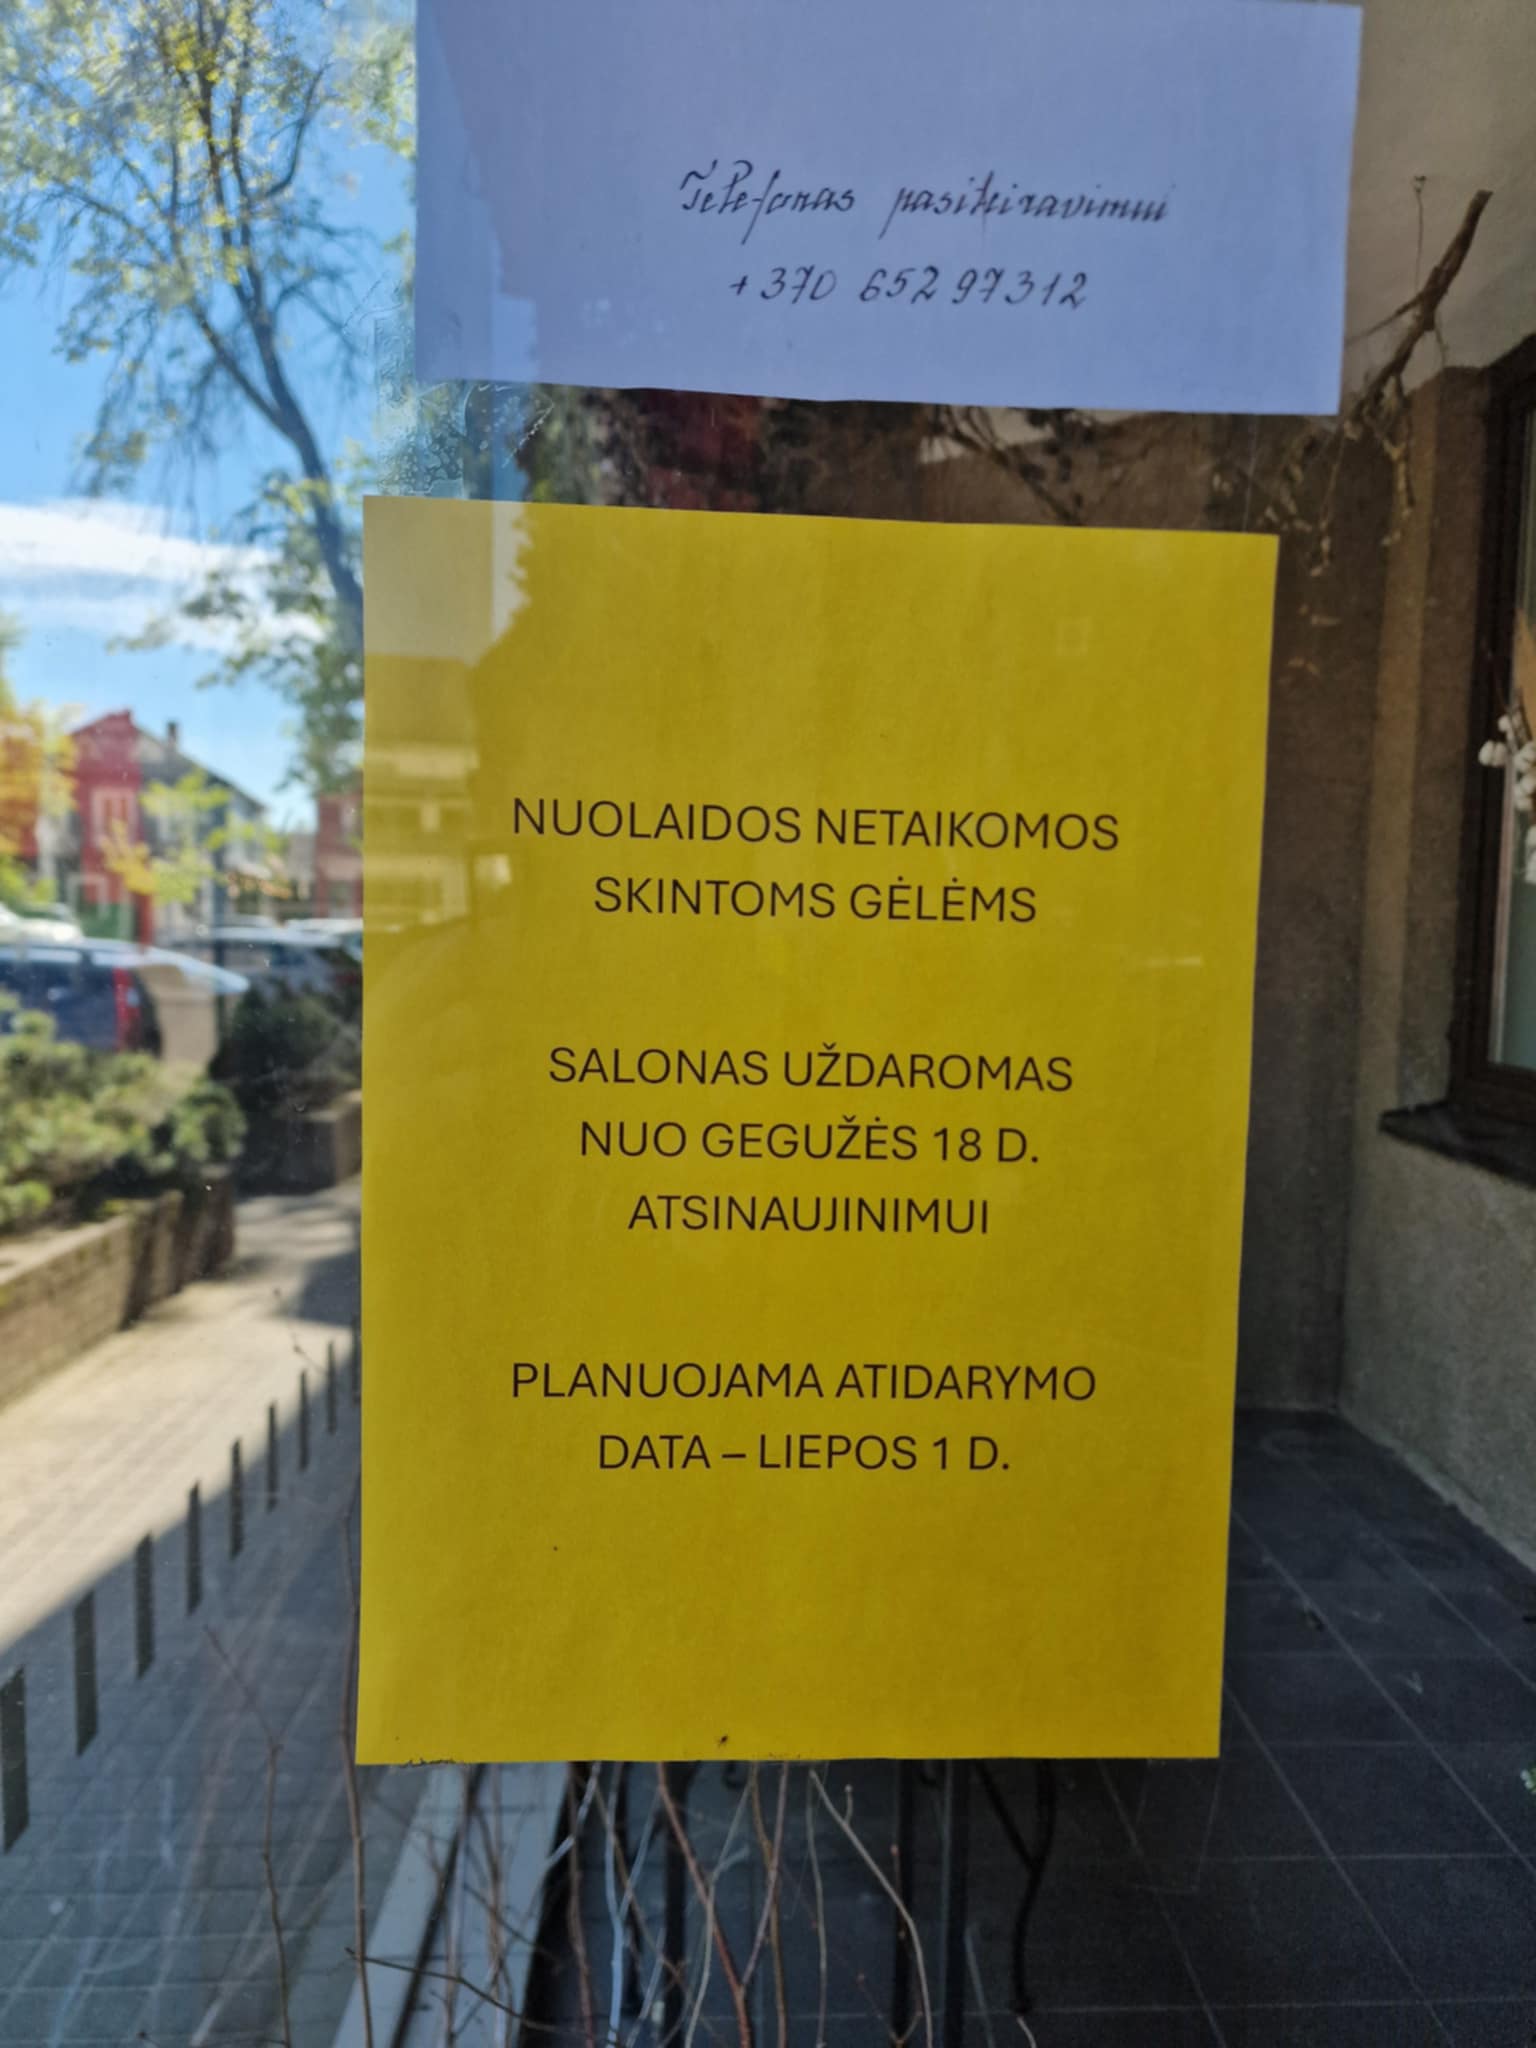 Telefonas pasiteiravimui
+370 652 97312
NUOLAIDOS NETAIKOMOS
SKINTOMS GĖLĖMS
SALONAS UŽDAROMAS
NUO GEGUŽĖS 18 D.
ATSINAUJINIMUI
PLANUOJAMA ATIDARYMO
DATA – LIEPOS 1 D.